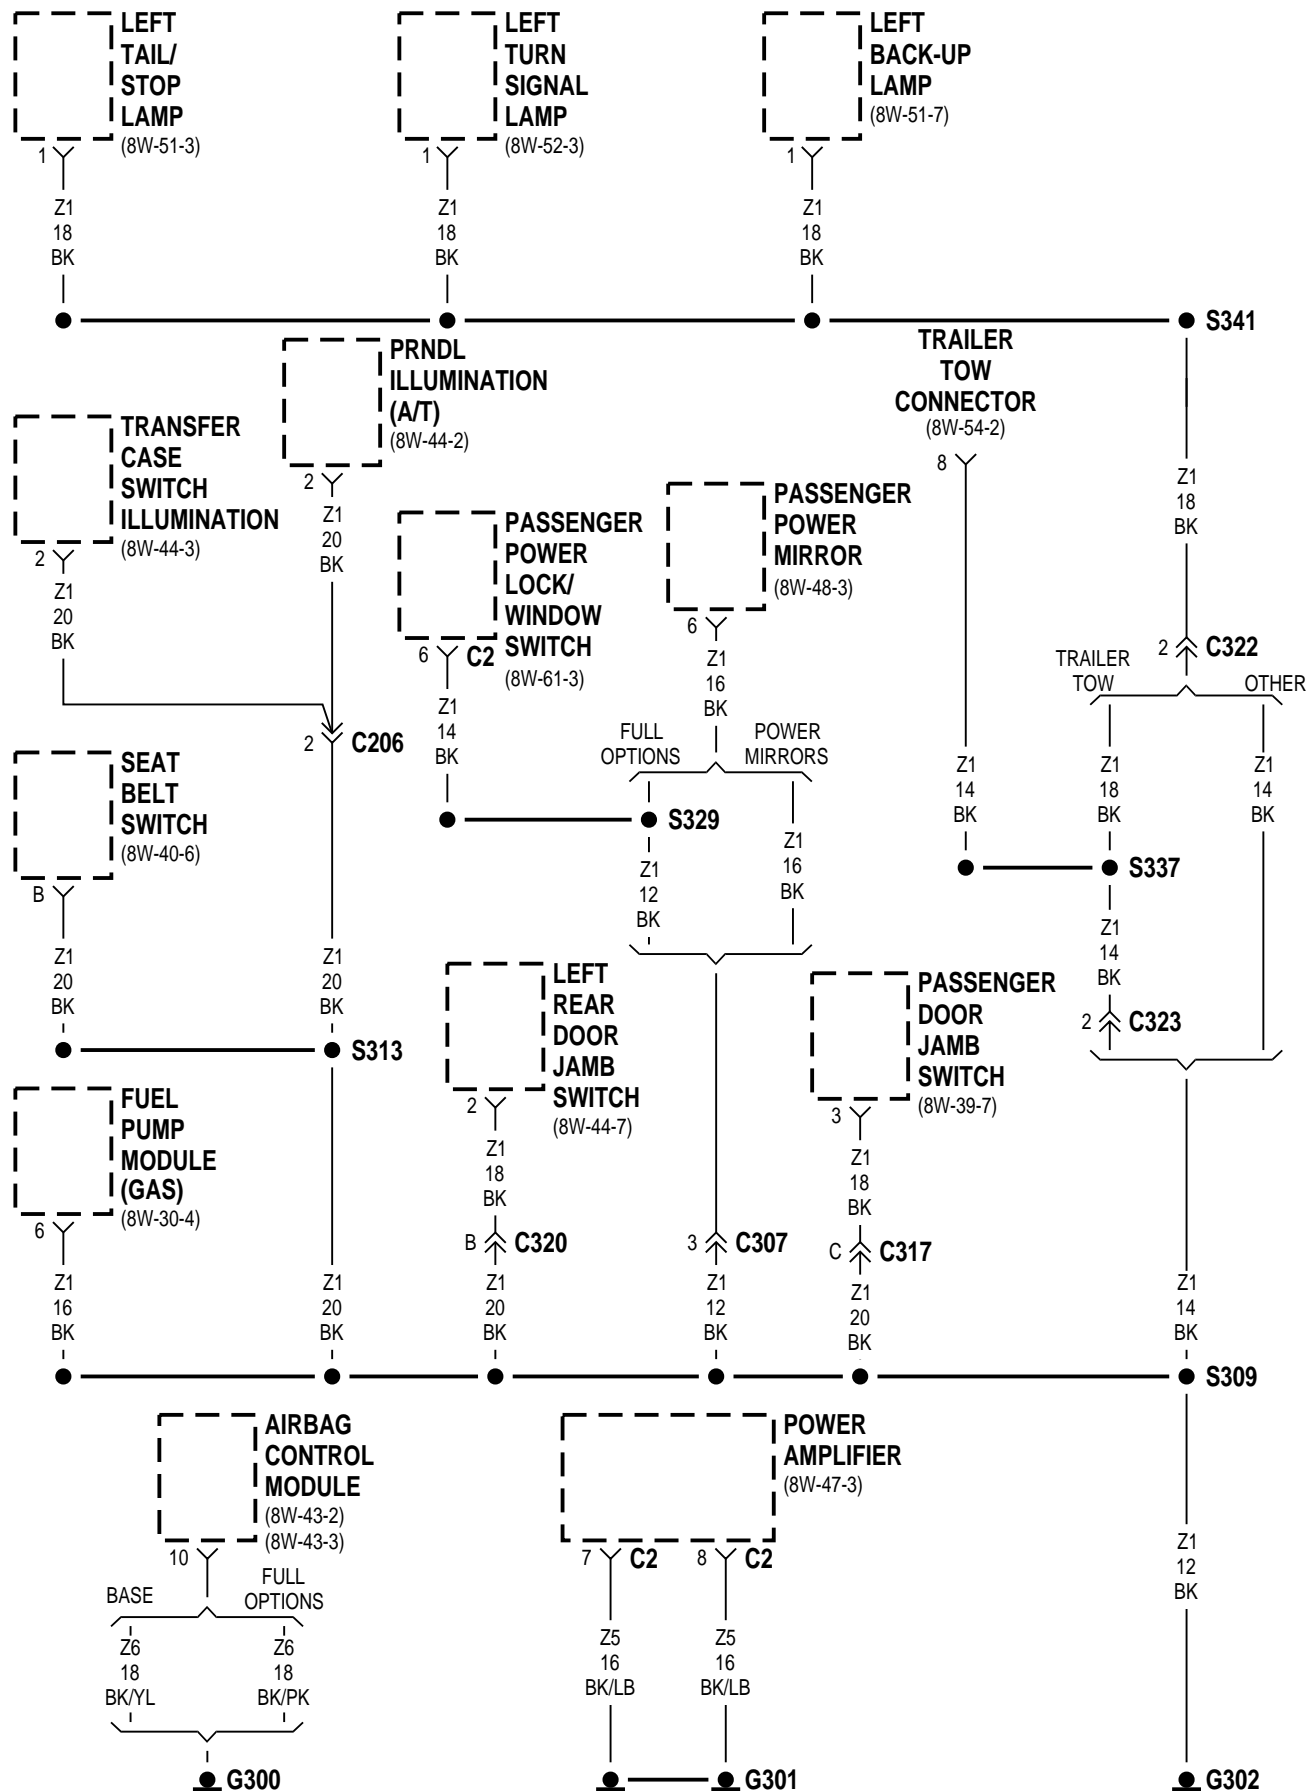 LEFT
TAIL/
STOP
LAMP
(8W-51-3)
1
Z1
18
BK
LEFT
TURN
SIGNAL
LAMP
(8W-52-3)
1
Z1
18
BK
LEFT
BACK-UP
LAMP
(8W-51-7)
1
Z1
18
BK
S341
TRANSFER
CASE
SWITCH
ILLUMINATION
(8W-44-3)
2
Z1
20
BK
PRNDL
ILLUMINATION
(A/T)
(8W-44-2)
2
Z1
20
BK
2
C206
PASSENGER
POWER
LOCK/
WINDOW
SWITCH
(8W-61-3)
6
C2
Z1
14
BK
PASSENGER
POWER
MIRROR
(8W-48-3)
6
Z1
16
BK
FULL
OPTIONS
POWER
MIRRORS
S329
Z1
12
BK
Z1
16
BK
TRAILER
TOW
CONNECTOR
(8W-54-2)
8
Z1
14
BK
Z1
18
BK
2
C322
TRAILER
TOW
OTHER
Z1
18
BK
Z1
14
BK
S337
Z1
14
BK
2
C323
SEAT
BELT
SWITCH
(8W-40-6)
B
Z1
20
BK
Z1
20
BK
S313
FUEL
PUMP
MODULE
(GAS)
(8W-30-4)
6
Z1
16
BK
Z1
20
BK
LEFT
REAR
DOOR
JAMB
SWITCH
(8W-44-7)
2
Z1
18
BK
B
C320
Z1
20
BK
3
C307
Z1
12
BK
PASSENGER
DOOR
JAMB
SWITCH
(8W-39-7)
3
Z1
18
BK
C
C317
Z1
20
BK
Z1
14
BK
S309
AIRBAG
CONTROL
MODULE
(8W-43-2)
(8W-43-3)
10
BASE
FULL
OPTIONS
Z6
18
BK/YL
Z6
18
BK/PK
G300
POWER
AMPLIFIER
(8W-47-3)
7
C2
8
C2
Z5
16
BK/LB
Z5
16
BK/LB
G301
Z1
12
BK
G302